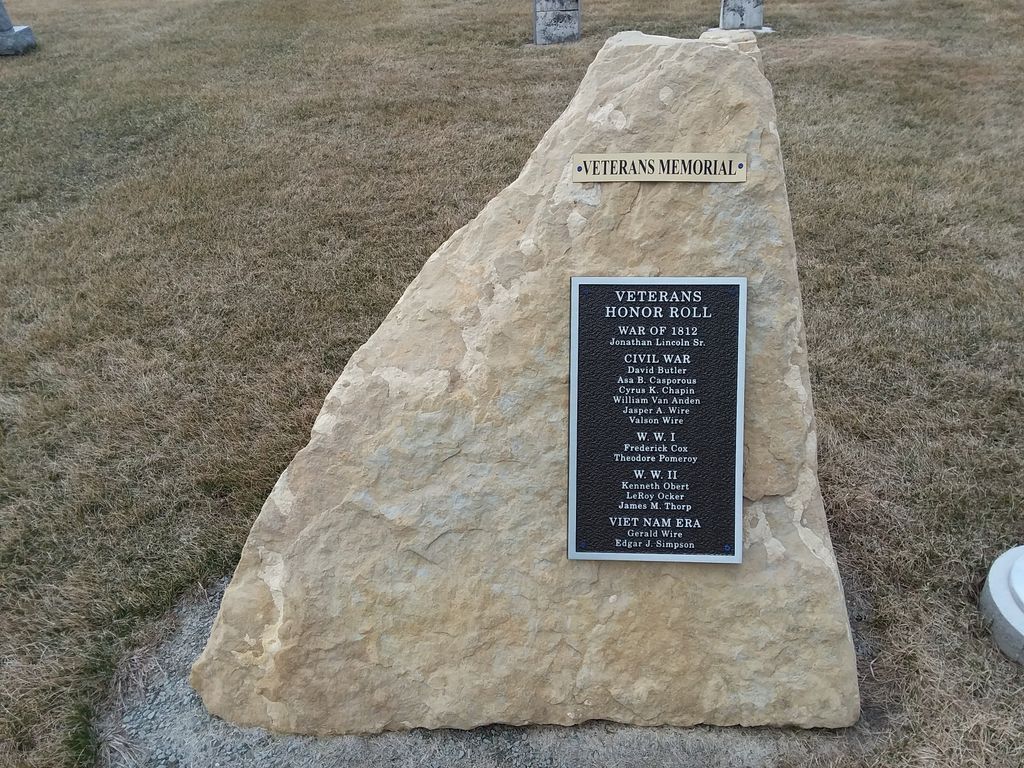 VETERANS MEMORIAL
VETERANS
HONOR ROLL
WAR OF 1812
Jonathan Lincoln Sr.
CIVIL WAR
David Butler
Asa B. Casporous
Cyrus K. Chapin
William Van Anden
Jasper A. Wire
Valson Wire
W. W. I
Frederick Cox
Theodore Pomeroy
W. W. II
Kenneth Obert
LeRoy Ocker
James M. Thorp
VIET NAM ERA
Gerald Wire
Edgar J. Simpson